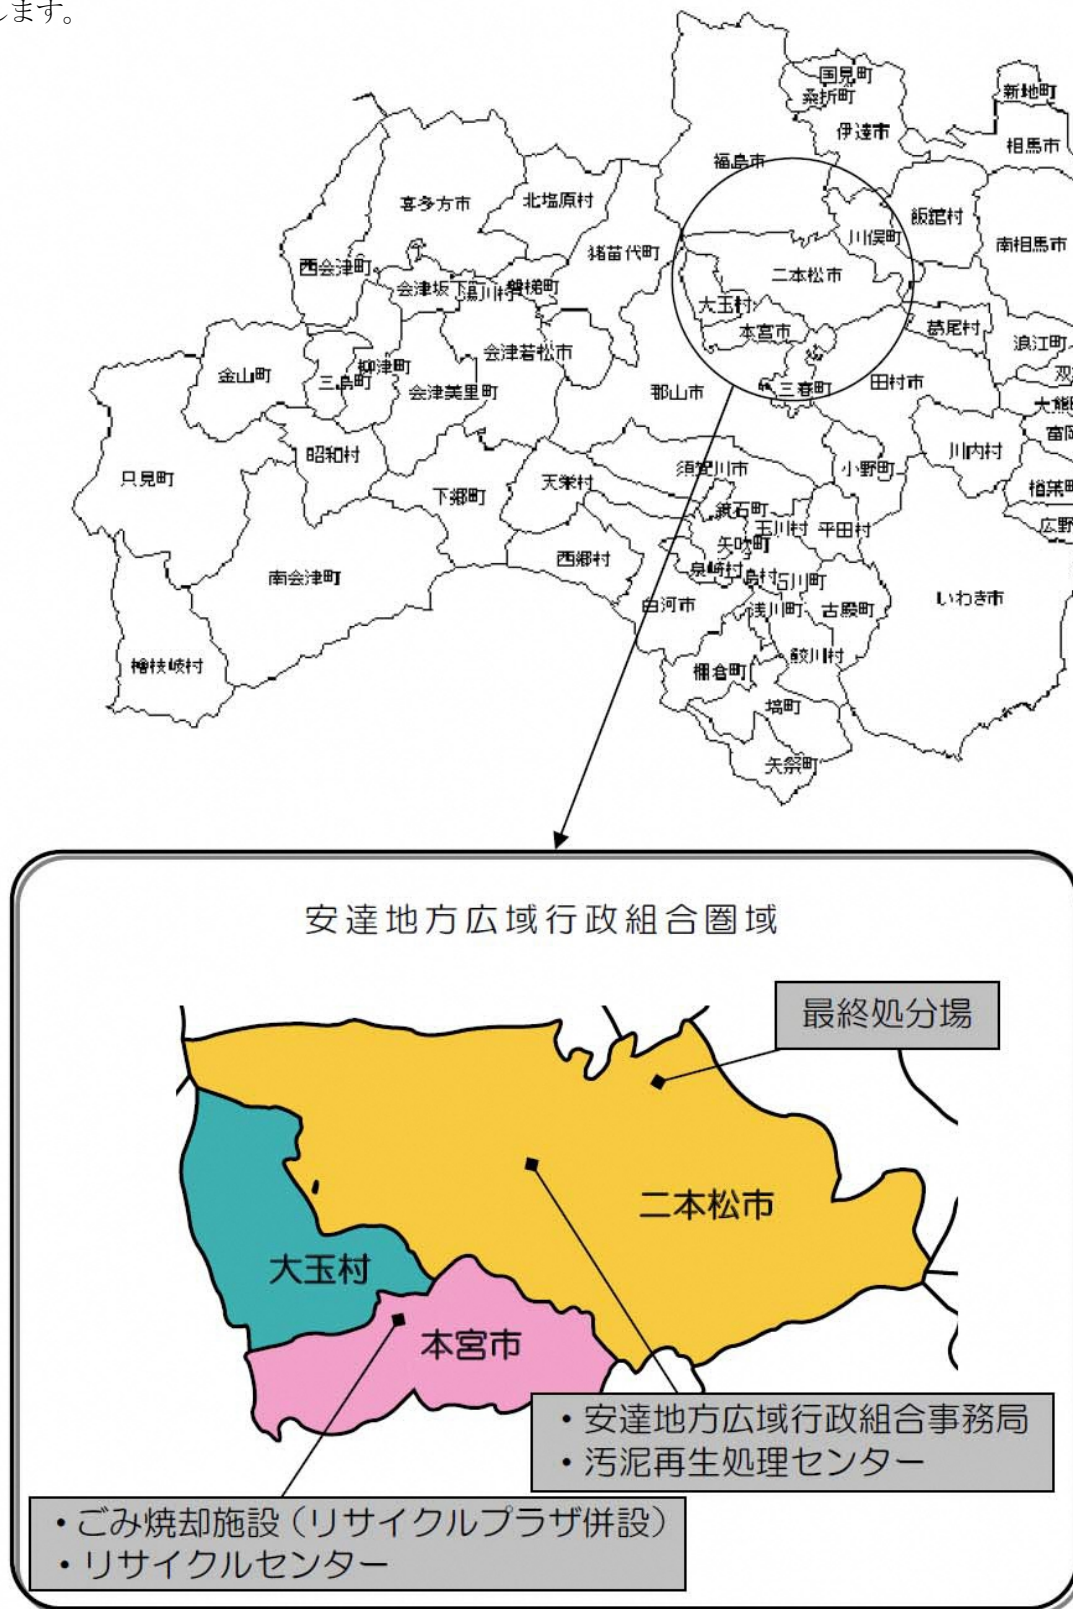 します。
国見町
桑折町
新地町
伊達市
相馬市
福島市
喜多方市
北塩原村
飯舘村
川俣町
南相馬市
猪苗代町
西会津町
二本松市
会津坂下町
湯川村
磐梯町
大玉村
本宮市
葛尾村
浪江町
会津若松市
柳津町
金山町
三島町
会津美里町
郡山市
三春町
田村市
双
大熊
富岡
昭和村
川内村
須賀川市
小野町
只見町
下郷町
天栄村
楢葉町
鏡石町
玉川村
平田村
広野
矢吹町
西郷村
泉崎村
島村
石川町
南会津町
白河市
浅川町
古殿町
いわき市
鮫川村
檜枝岐村
棚倉町
塙町
矢祭町
安達地方広域行政組合圏域
最終処分場
二本松市
大玉村
本宮市
・安達地方広域行政組合事務局
・汚泥再生処理センター
・ごみ焼却施設（リサイクルプラザ併設）
・リサイクルセンター